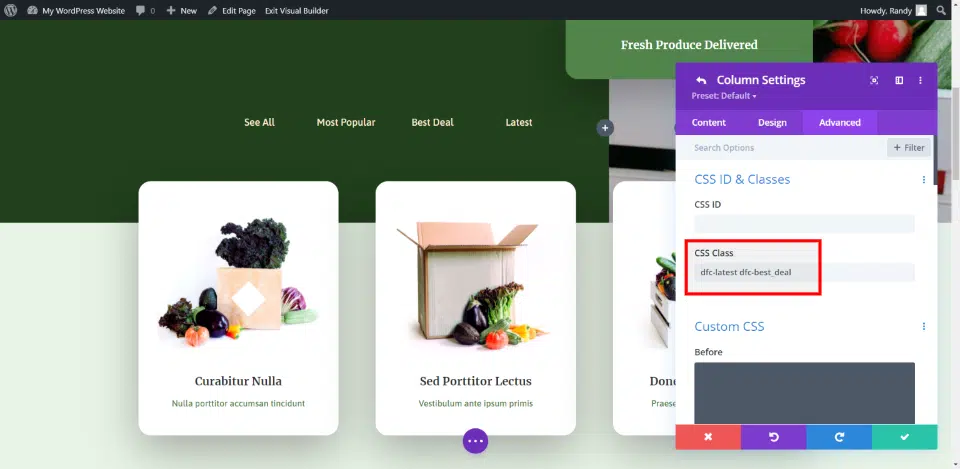 My WordPress Website 0 New Edit Page Exit Visual Builder Howdy, Randy
Fresh Produce Delivered
See All Most Popular Best Deal Latest
Curabitur Nulla
Nulla porttitor accumsan tincidunt
Sed Porttitor Lectus
Vestibulum ante ipsum primis
Done
Praese
Column Settings
Preset: Default
Content Design Advanced
Search Options + Filter
CSS ID & Classes
CSS ID
CSS Class
dfc-latest dfc-best_deal
Custom CSS
Before